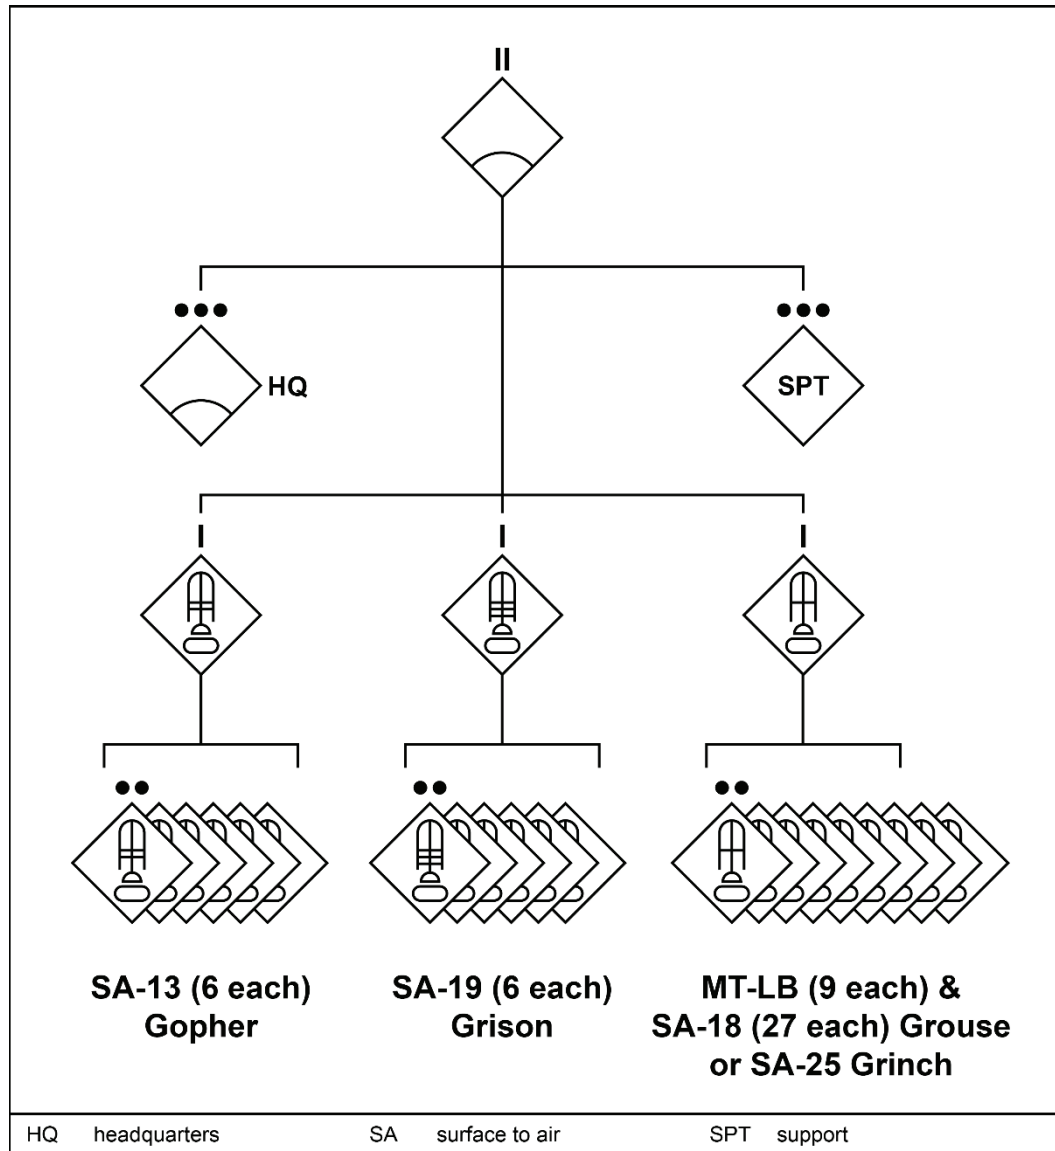 II
HQ
SPT
I I I
SA-13 (6 each)
Gopher
SA-19 (6 each)
Grison
MT-LB (9 each) &
SA-18 (27 each) Grouse
or SA-25 Grinch
HQ headquarters SA surface to air SPT support